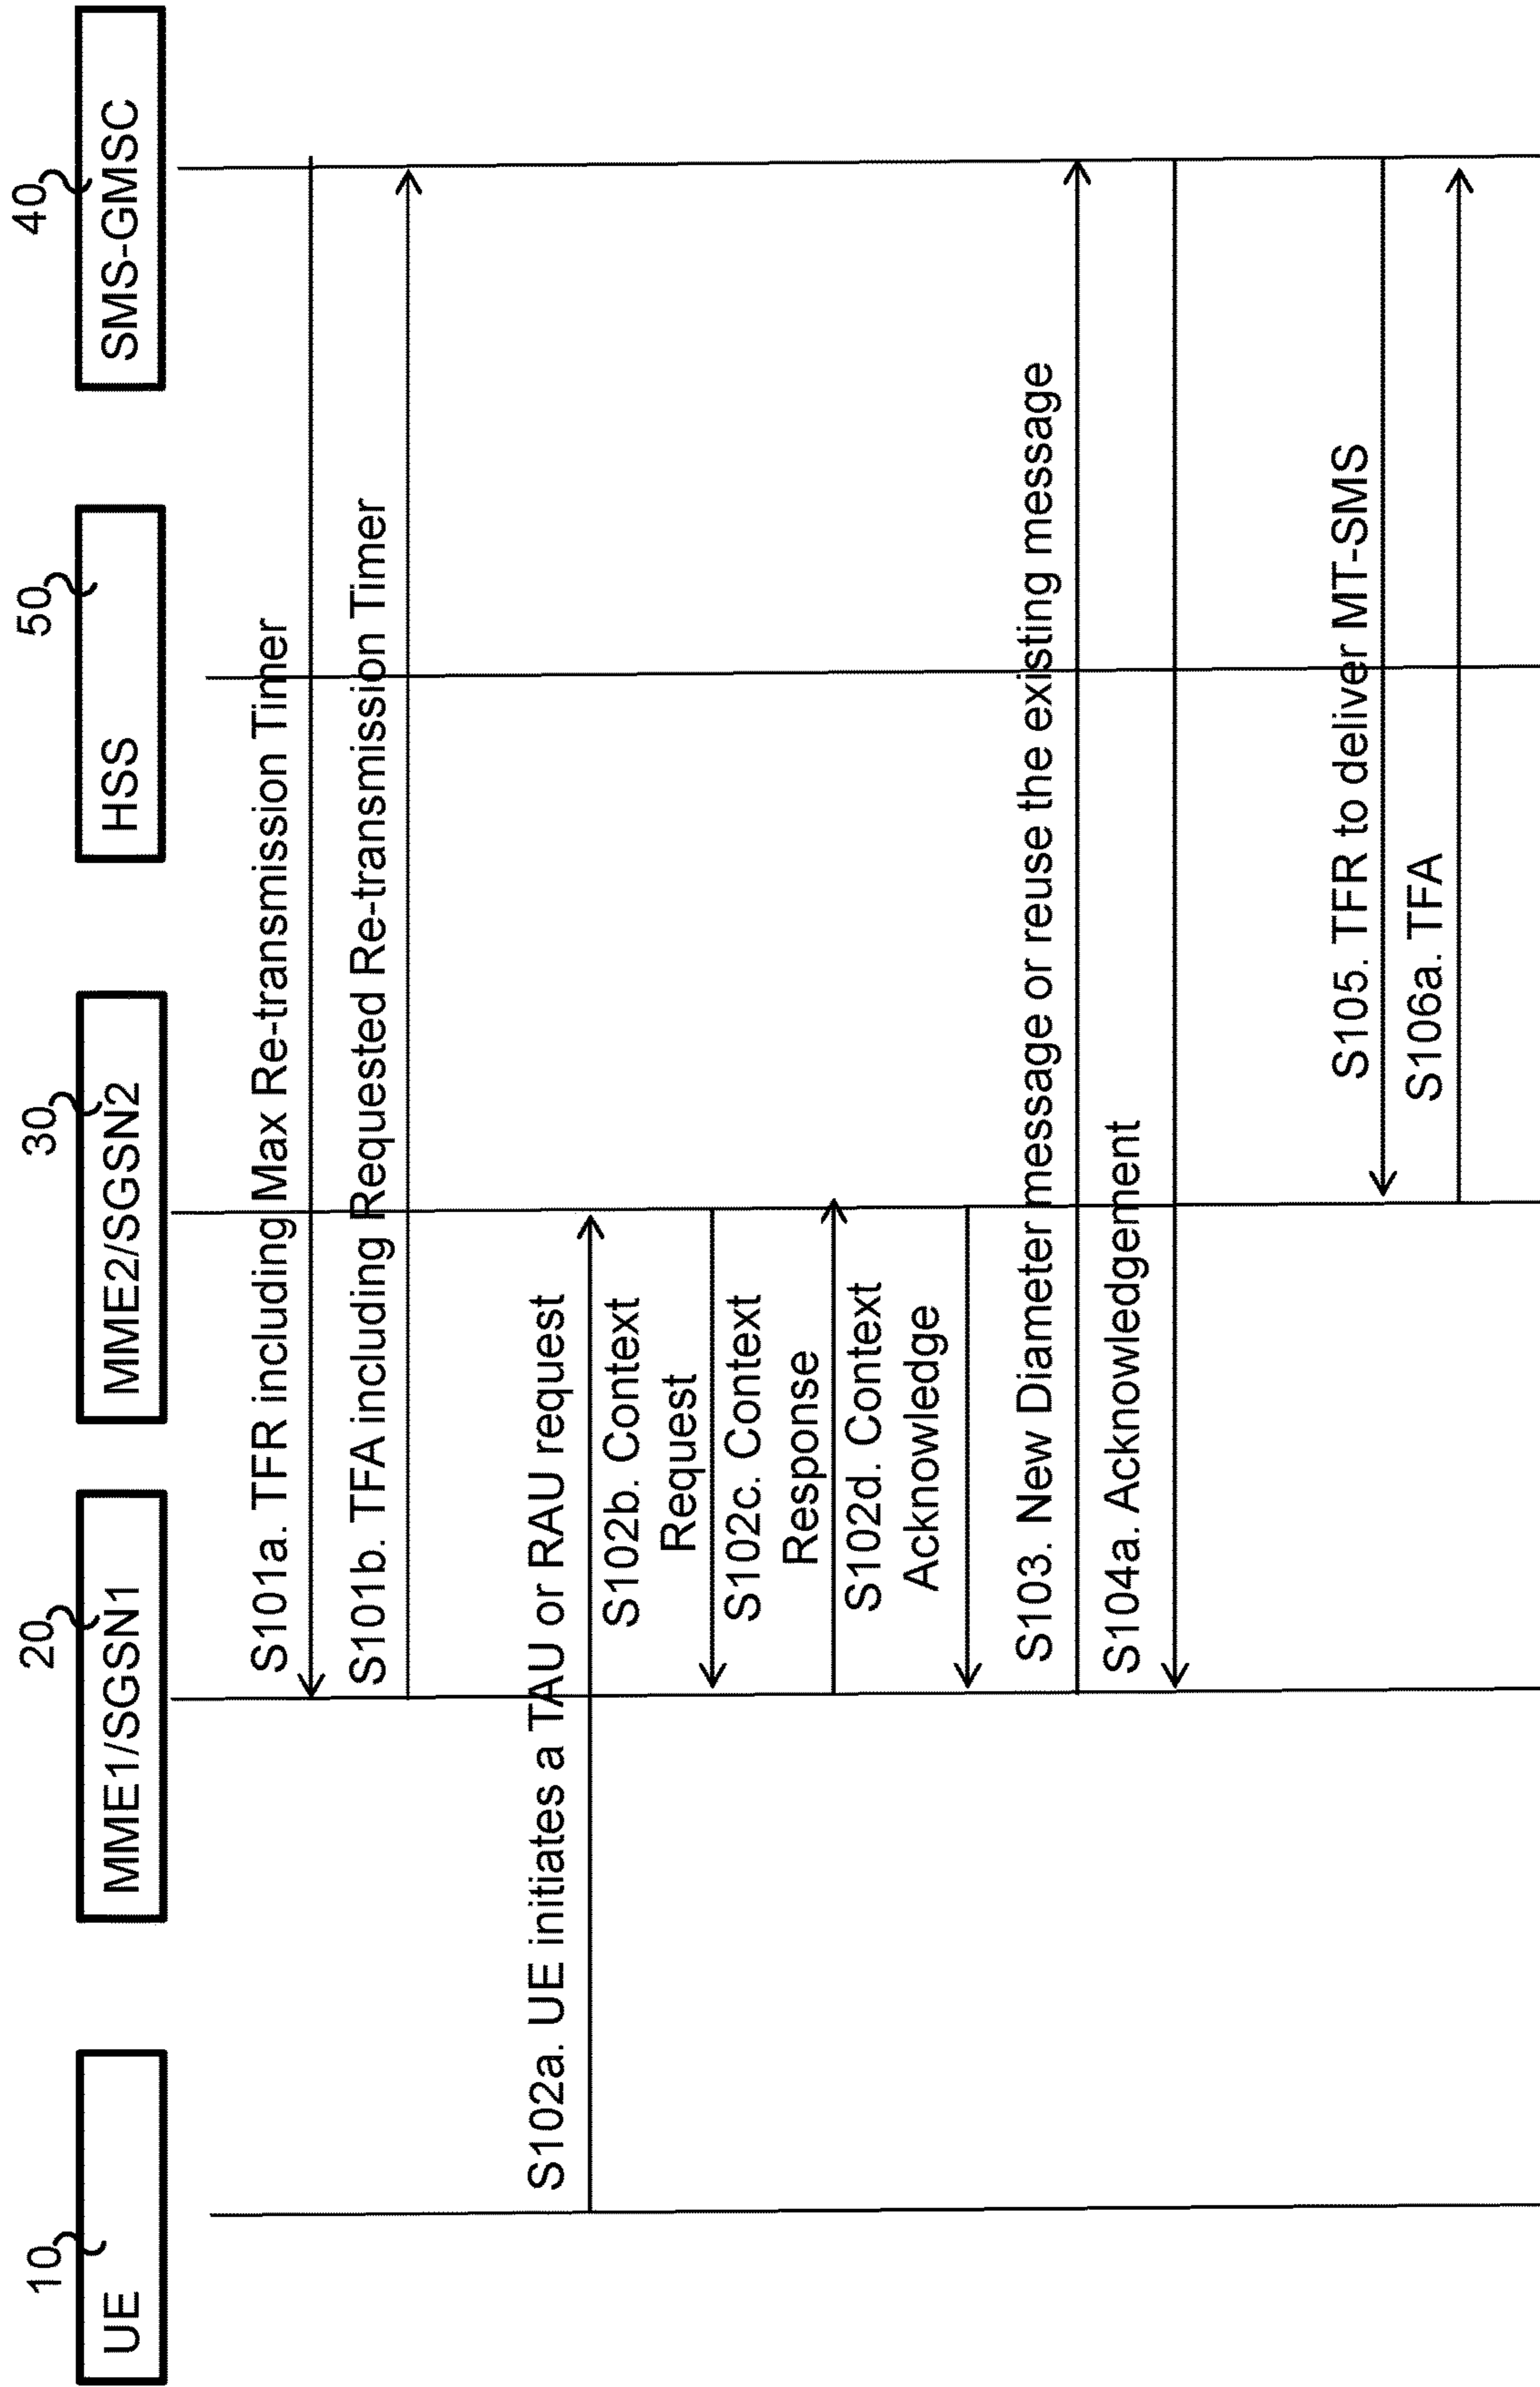 10
UE
20
MME1/SGSN1
30
MME2/SGSN2
50
HSS
40
SMS-GMSC
S101a. TFR including Max Re-transmission Timer
S101b. TFA including Requested Re-transmission Timer
S102a. UE initiates a TAU or RAU request
S102b. Context
Request
S102c. Context
Response
S102d. Context
Acknowledge
S103. New Diameter message or reuse the existing message
S104a. Acknowledgement
S105. TFR to deliver MT-SMS
S106a. TFA